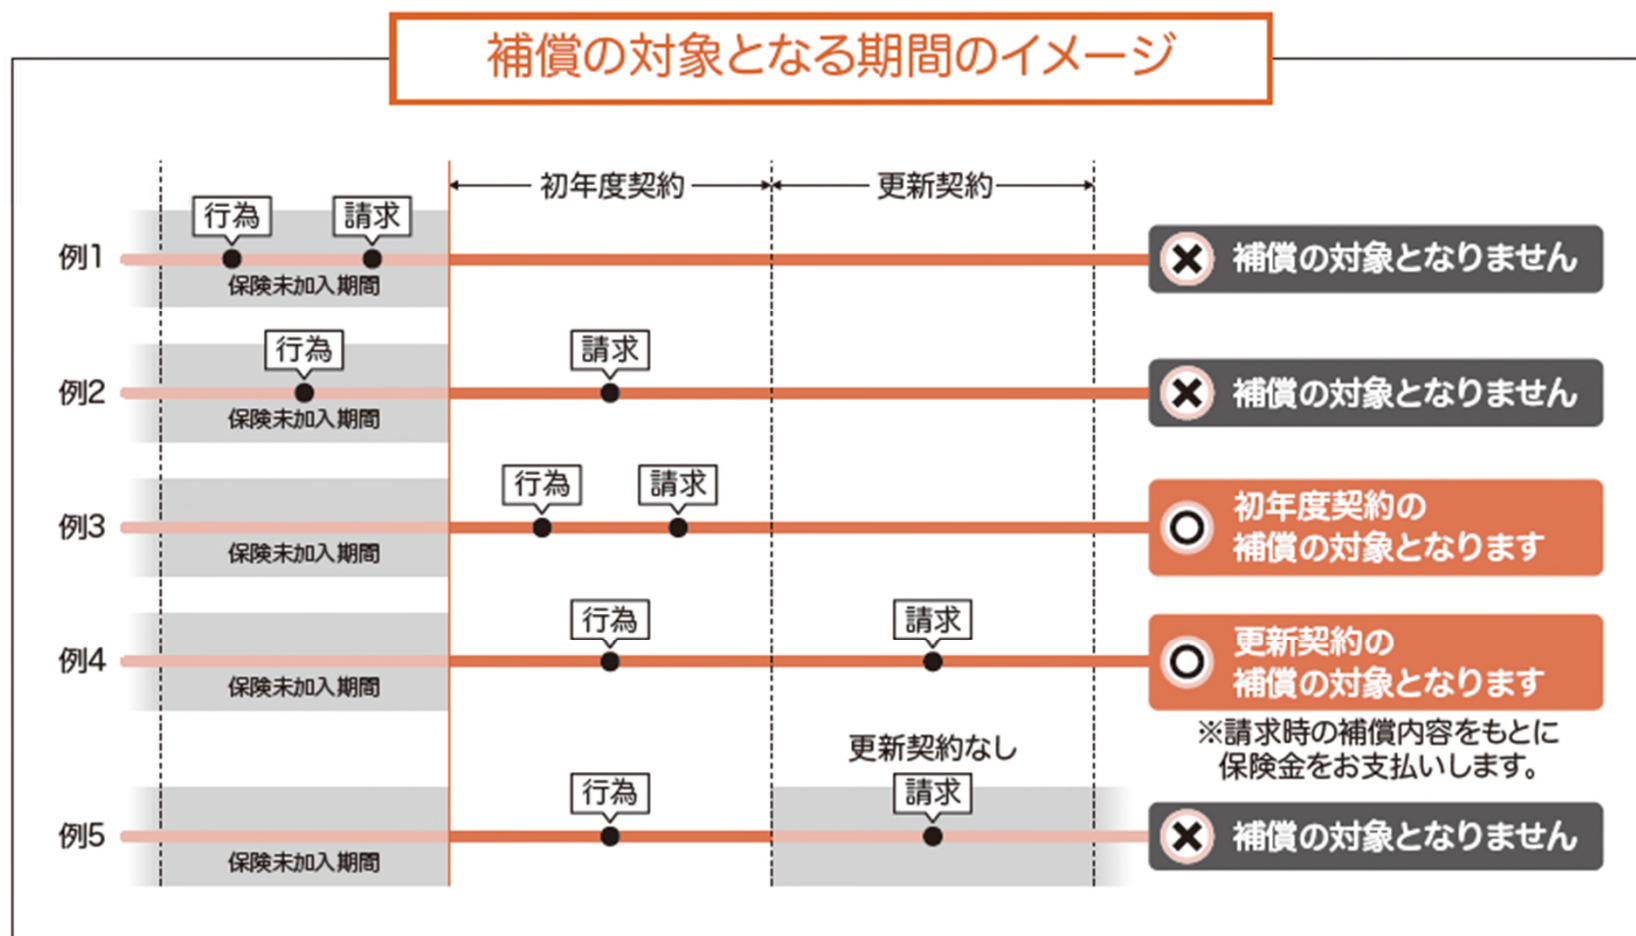 補償の対象となる期間のイメージ
初年度契約
更新契約
例1
行為
請求
保険未加入期間
補償の対象となりません
例2
行為
請求
保険未加入期間
補償の対象となりません
例3
行為
請求
保険未加入期間
初年度契約の
補償の対象となります
例4
行為
請求
保険未加入期間
更新契約の
補償の対象となります
※請求時の補償内容をもとに
保険金をお支払いします。
更新契約なし
例5
行為
請求
保険未加入期間
補償の対象となりません